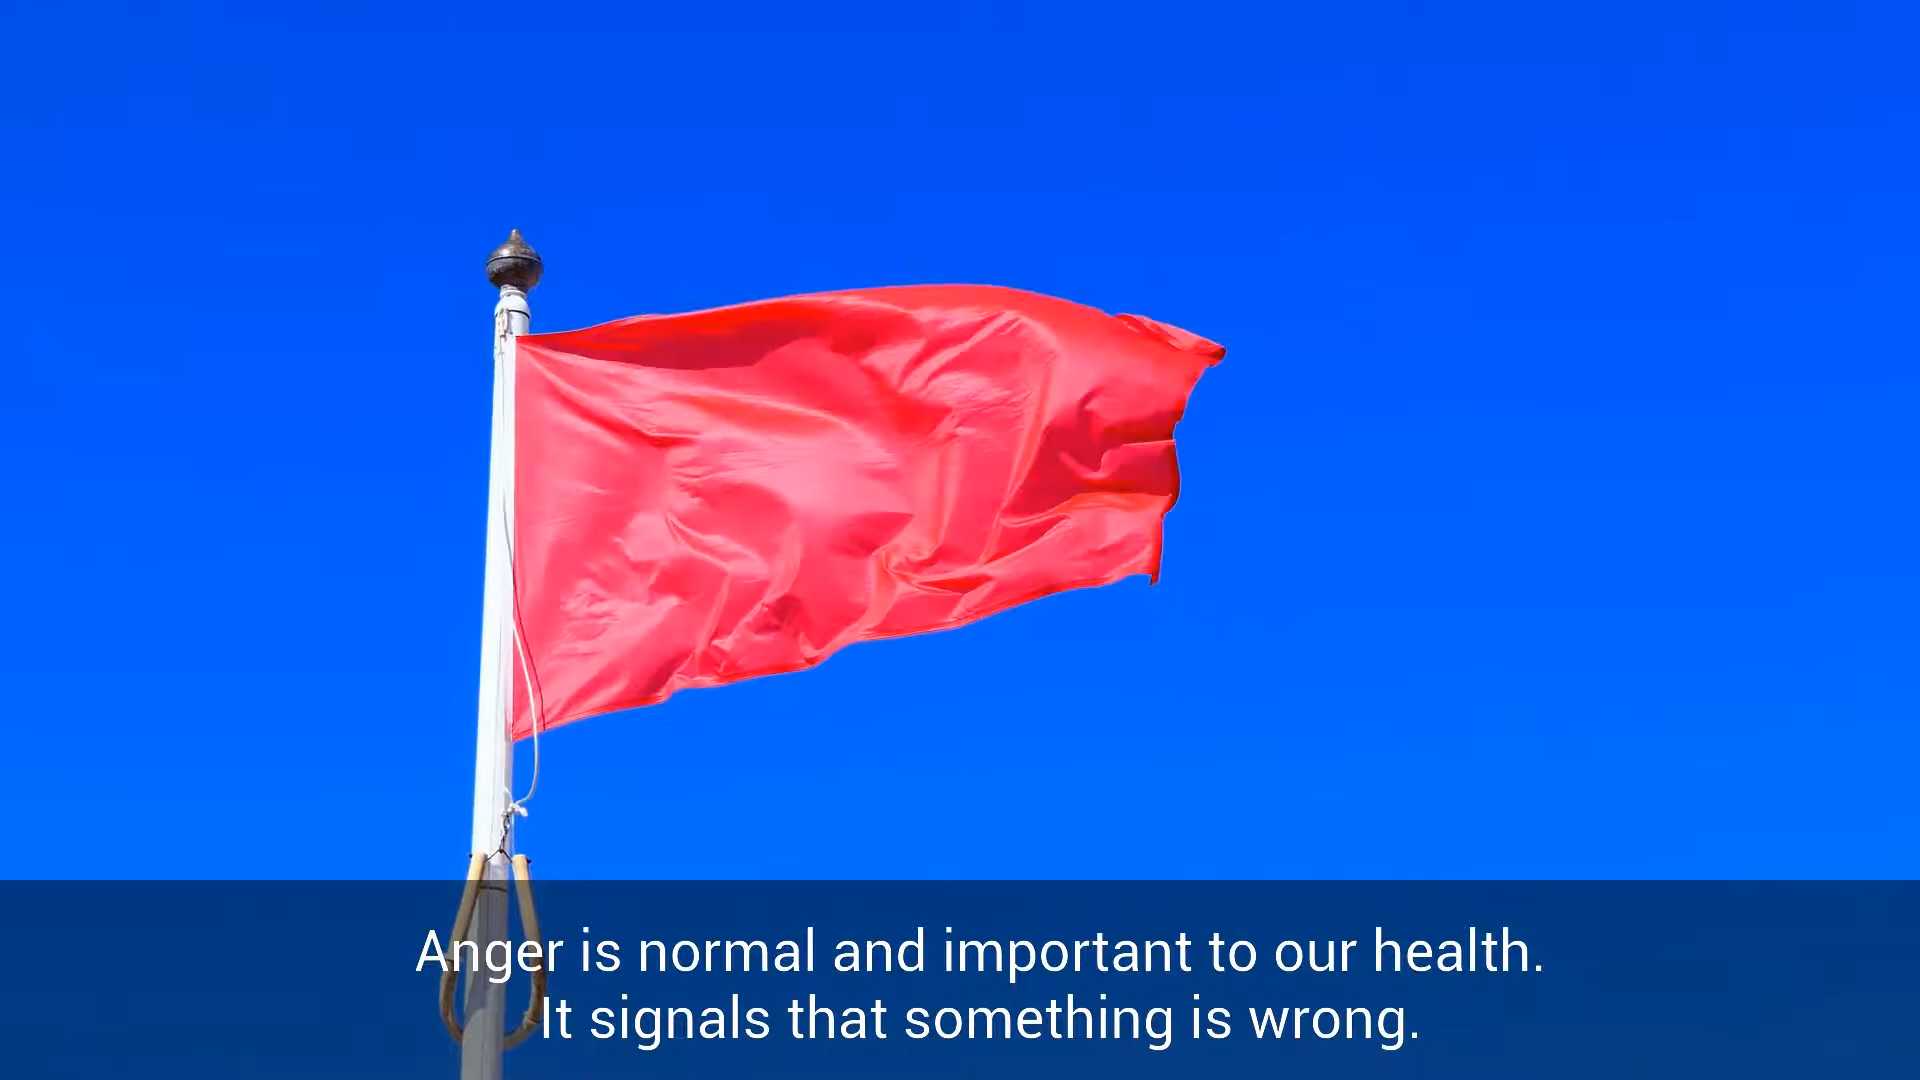 Anger is normal and important to our health.
It signals that something is wrong.